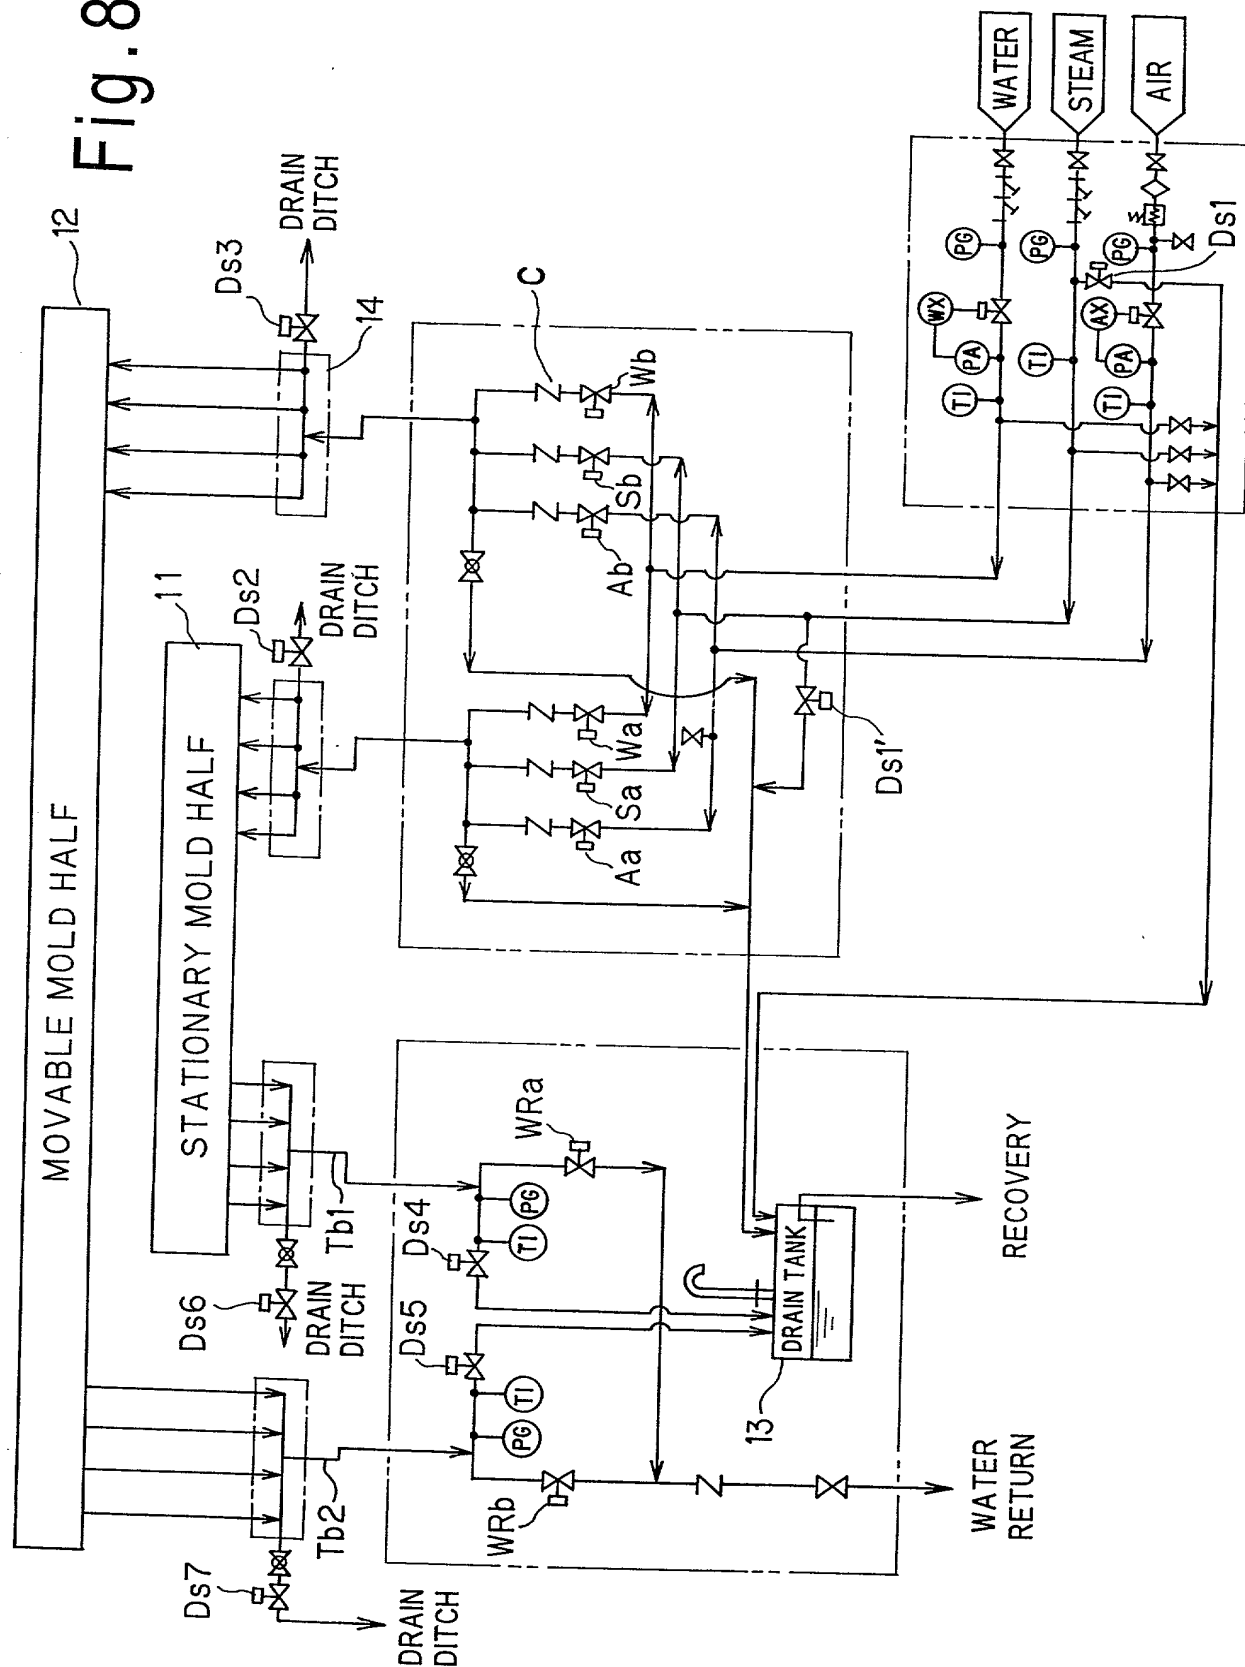 Fig.8
MOVABLE MOLD HALF
12
STATIONARY MOLD HALF
11
Ds7
DRAIN
DITCH
Tb2
Ds6
DRAIN
DITCH
Tb1
Ds2
DRAIN
DITCH
Ds3
DRAIN
DITCH
14
WRb
PG
TI
Ds5
Ds4
TI
PG
WRa
13
DRAIN TANK
WATER
RETURN
RECOVERY
Aa
Sa
Wa
Ab
Sb
Wb
C
Ds1'
TI
PA
WX
PG
WATER
TI
PG
STEAM
TI
PA
AX
PG
AIR
Ds1